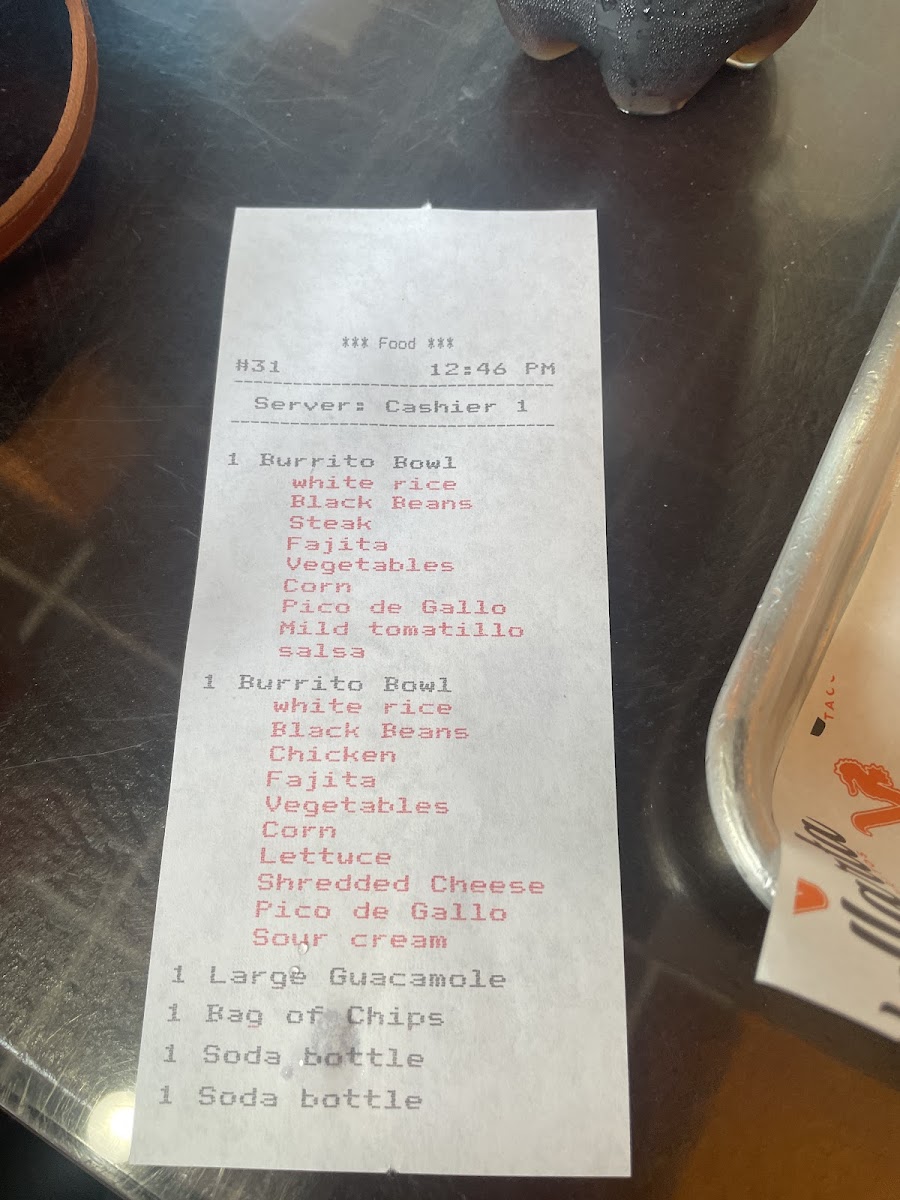 *** Food ***
#31 12:46 PM
Server: Cashier 1
1 Burrito Bowl
white rice
Black Beans
Steak
Fajita
Vegetables
Corn
Pico de Gallo
Mild tomatillo
salsa
1 Burrito Bowl
white rice
Black Beans
Chicken
Fajita
Vegetables
Corn
Lettuce
Shredded Cheese
Pico de Gallo
Sour cream
1 Large Guacamole
1 Bag of Chips
1 Soda bottle
1 Soda bottle